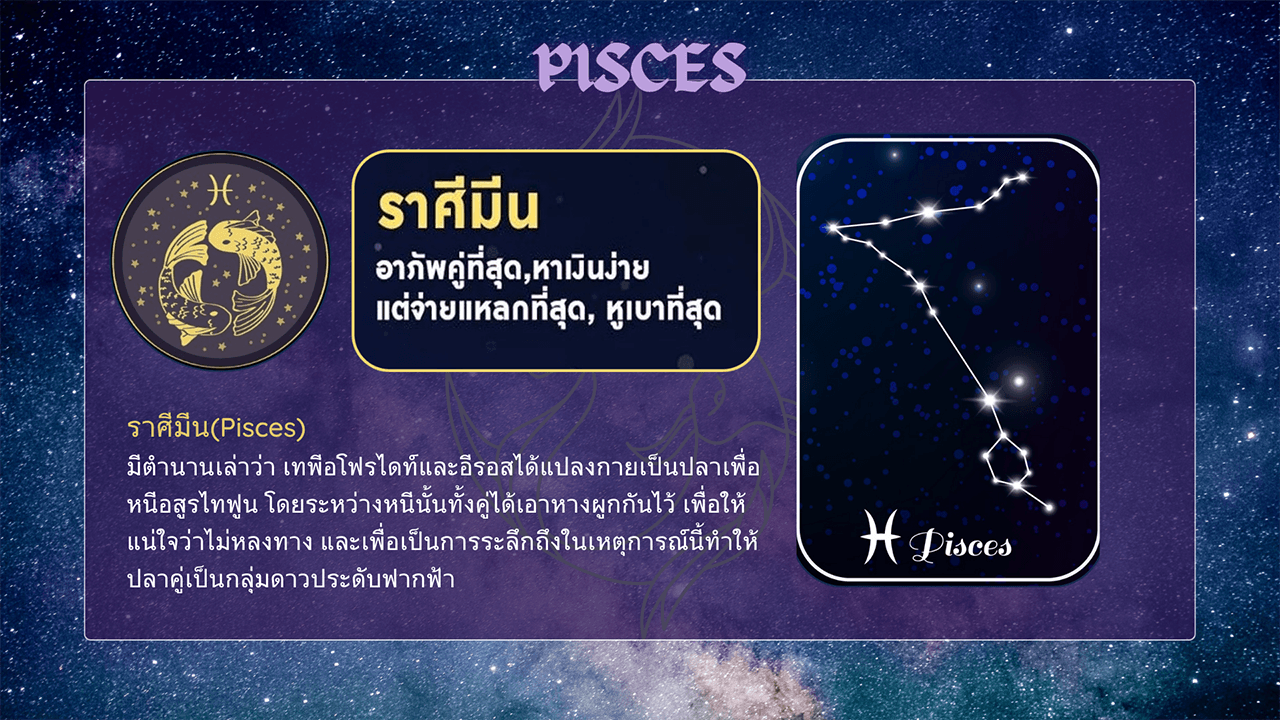 PISCES
ราศีมีน
อาภัพคู่ที่สุด,หาเงินง่าย
แต่จ่ายแหลกที่สุด, หูเบาที่สุด
ราศีมีน(Pisces)
มีตำนานเล่าว่า เทพีอโฟรไดท์และอีรอสได้แปลงกายเป็นปลาเพื่อ
หนีอสูรไทฟูน โดยระหว่างหนีนั้นทั้งคู่ได้เอาหางผูกกันไว้ เพื่อให้
แน่ใจว่าไม่หลงทาง และเพื่อเป็นการระลึกถึงในเหตุการณ์นี้ทำให้
ปลาคู่เป็นกลุ่มดาวประดับฟากฟ้า
♓ Pisces